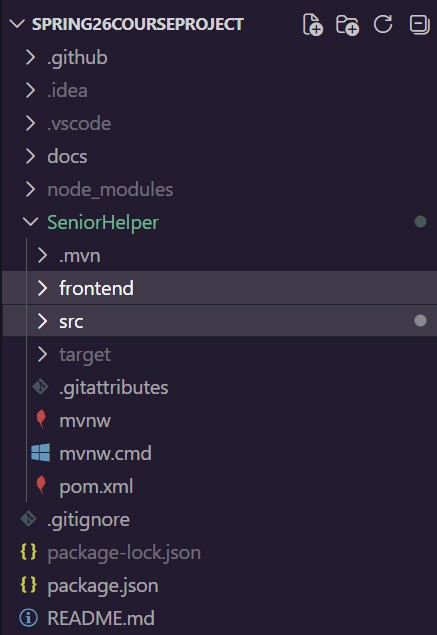 SPRING26COURSEPROJECT
.github
.idea
.vscode
docs
node_modules
SeniorHelper
.mvn
frontend
src
target
.gitattributes
mvnw
mvnw.cmd
pom.xml
.gitignore
{} package-lock.json
{} package.json
README.md